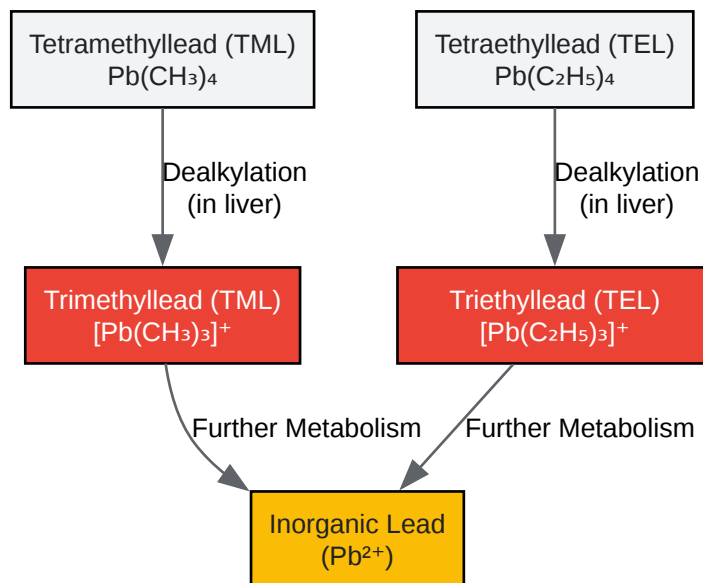 Tetramethyllead (TML)
Pb(CH₃)₄
Tetraethyllead (TEL)
Pb(C₂H₅)₄
Dealkylation
(in liver)
Dealkylation
(in liver)
Trimethyllead (TML)
[Pb(CH₃)₃]⁺
Triethyllead (TEL)
[Pb(C₂H₅)₃]⁺
Further Metabolism
Further Metabolism
Inorganic Lead
(Pb²⁺)